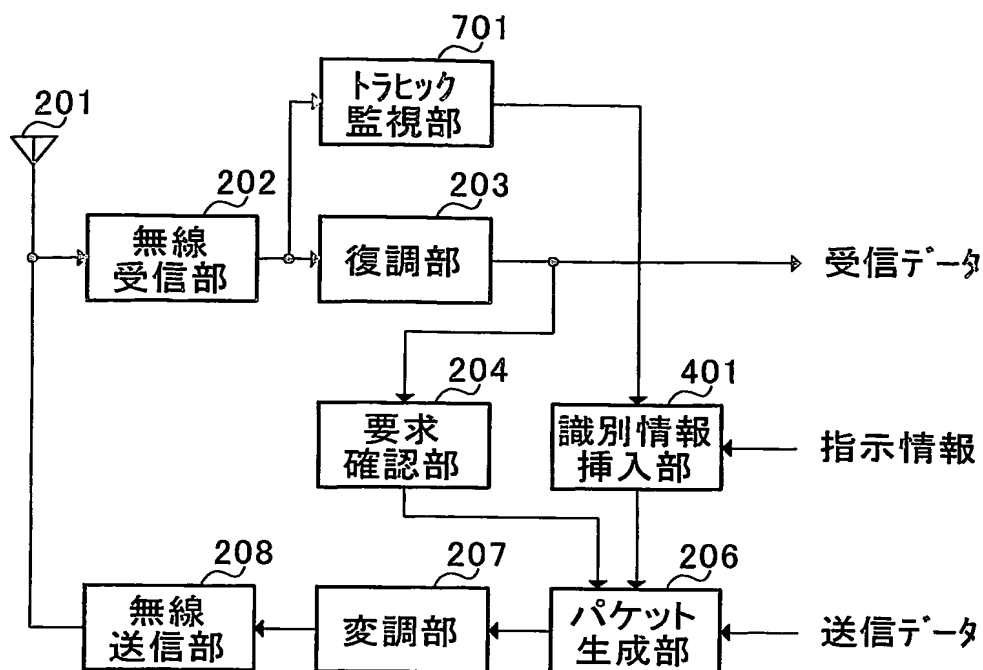 701
トラヒック
監視部
201
202
無線
受信部
203
復調部
受信データ
204
要求
確認部
401
識別情報
挿入部
指示情報
208
無線
送信部
207
変調部
206
パケット
生成部
送信データ